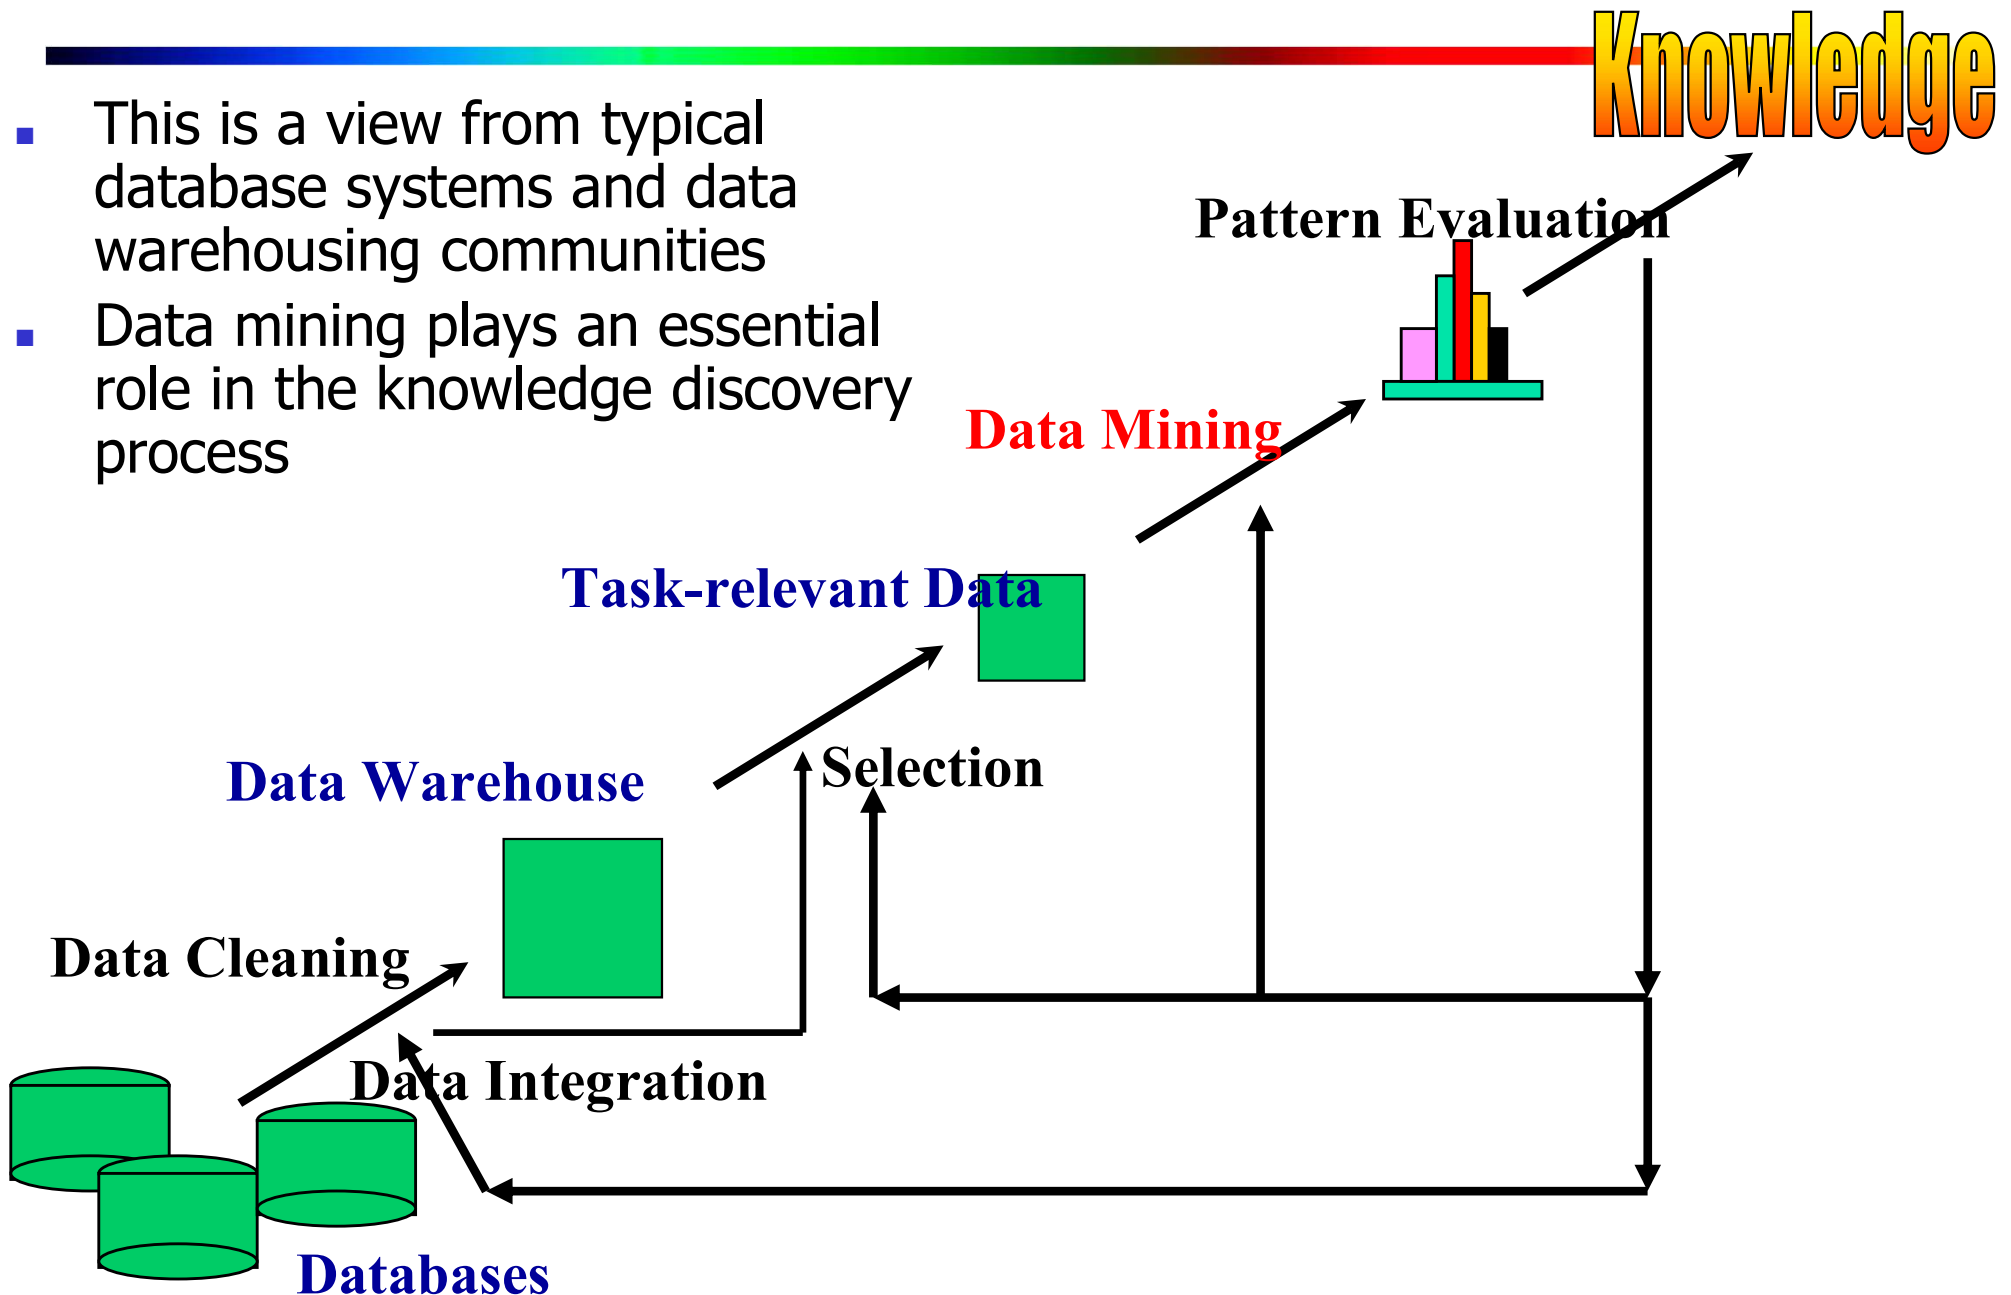 Knowledge
This is a view from typical
database systems and data
warehousing communities
Data mining plays an essential
role in the knowledge discovery
process
Pattern Evaluation
Data Mining
Task-relevant Data
Selection
Data Warehouse
Data Cleaning
Data Integration
Databases